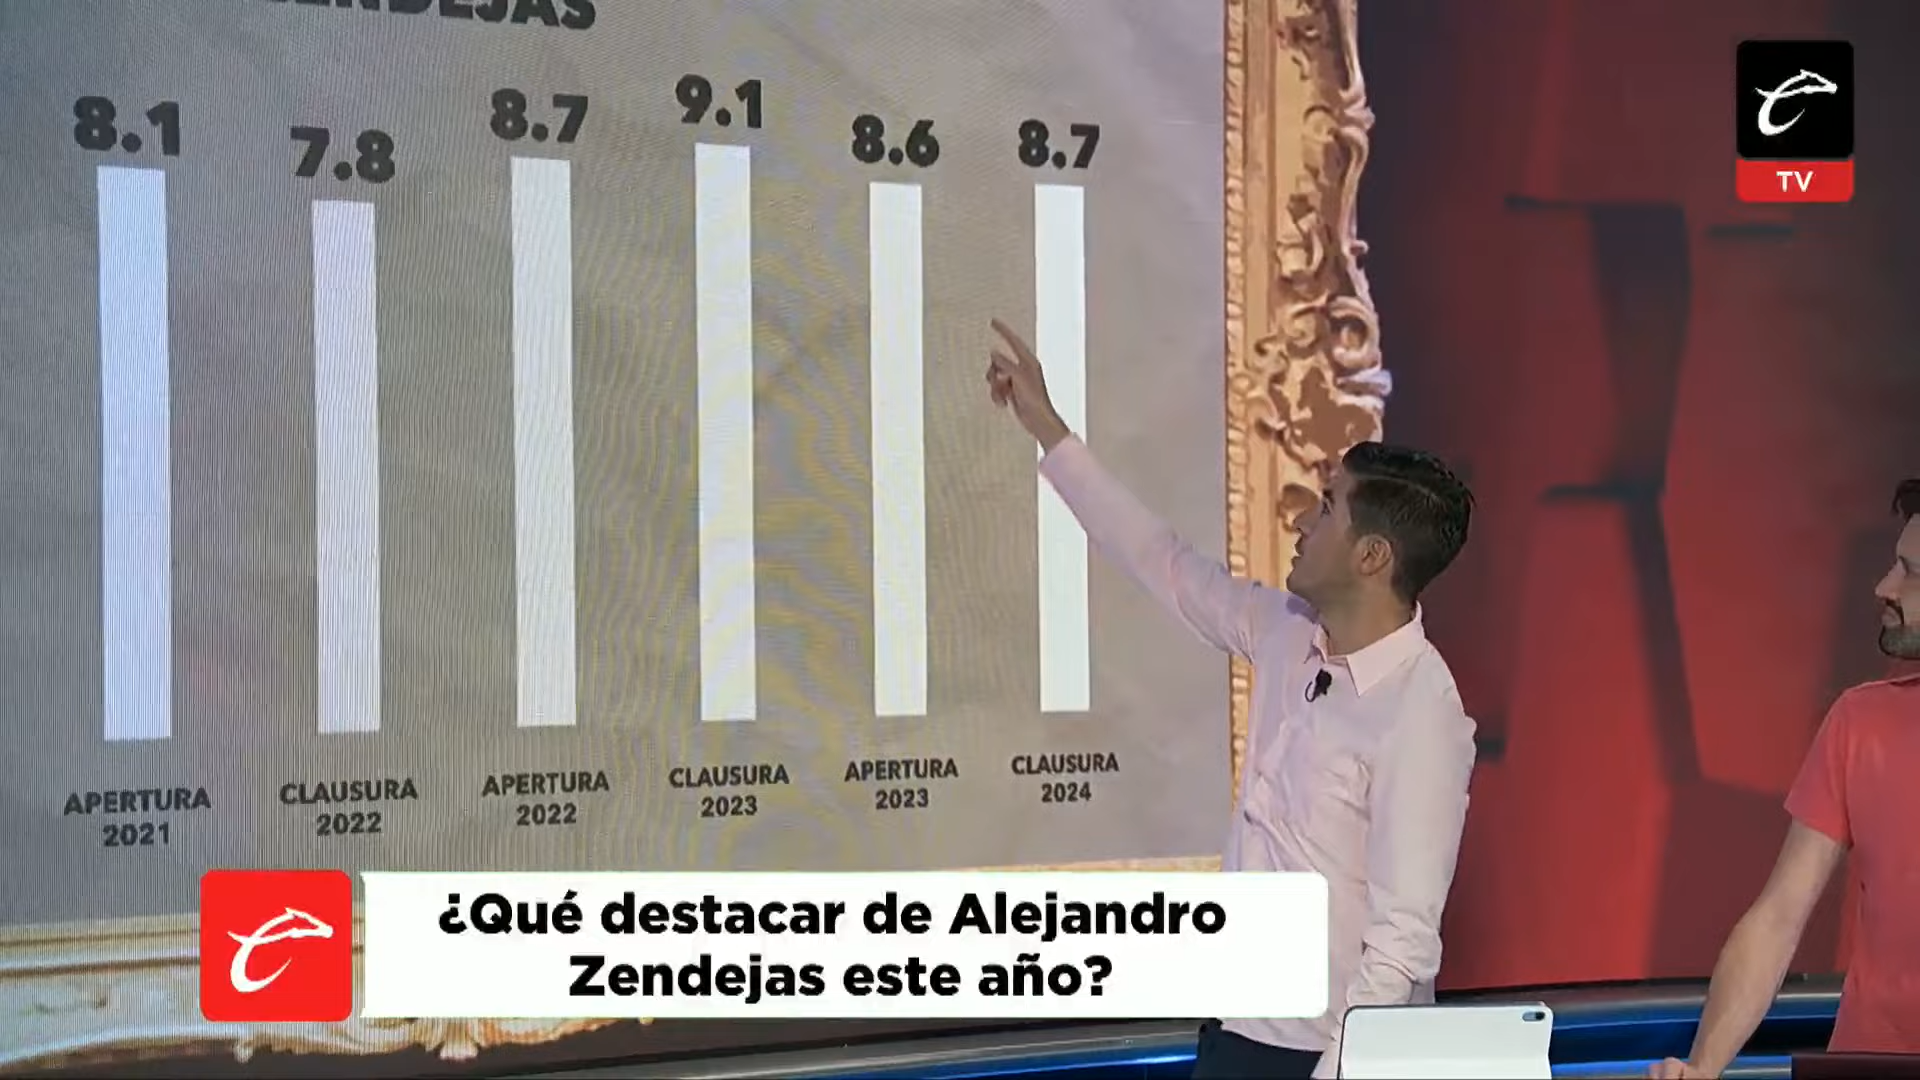 8.1
7.8
8.7
9.1
8.6
8.7
APERTURA
2021
CLAUSURA
2022
APERTURA
2022
CLAUSURA
2023
APERTURA
2023
CLAUSURA
2024
TV
¿Qué destacar de Alejandro
Zendejas este año?